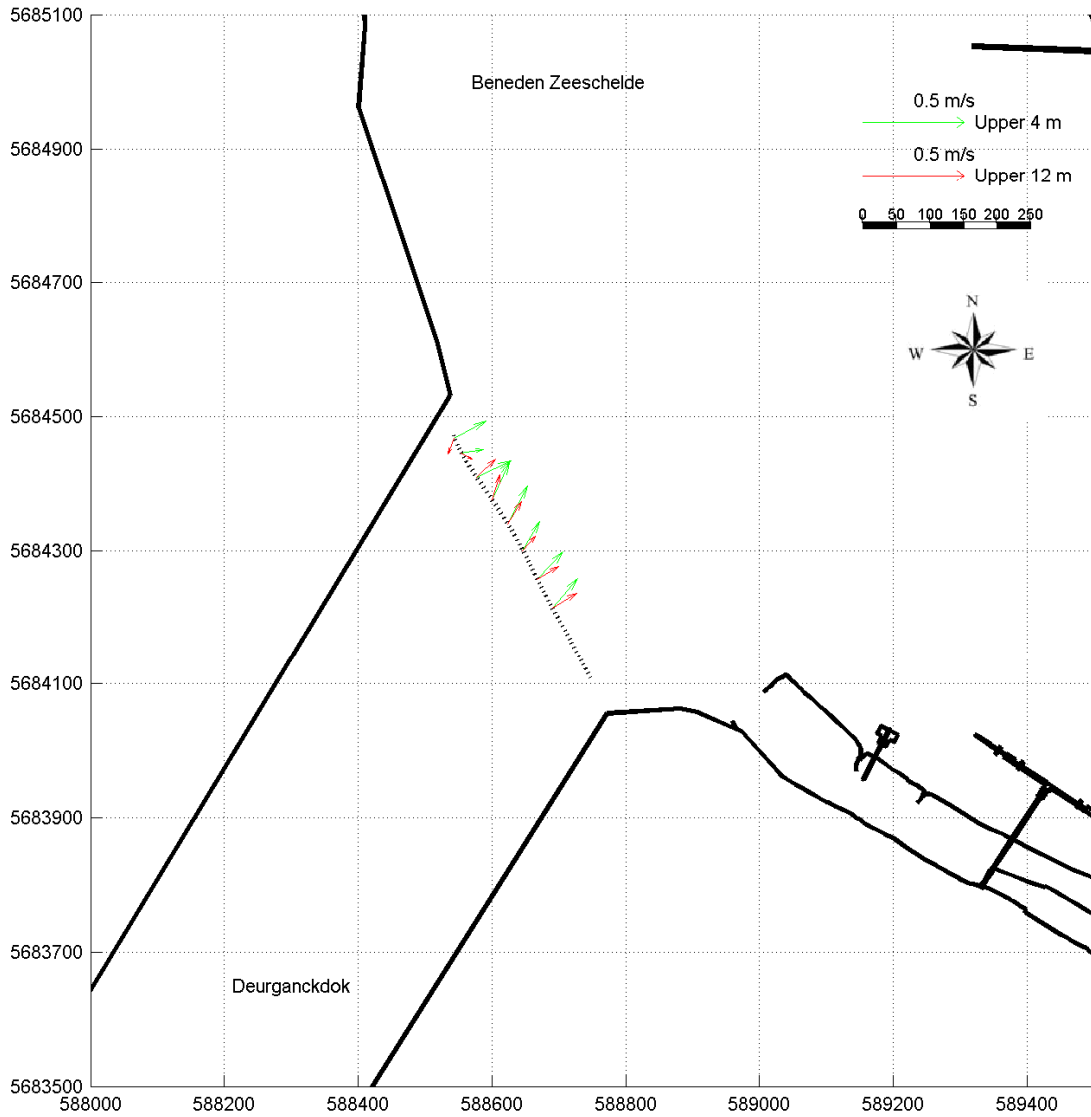 5685100
Beneden Zeeschelde
0.5 m/s
Upper 4 m
5684900
0.5 m/s
Upper 12 m
0 50 100 150 200 250
5684700
N
W E
S
5684500
5684300
5684100
5683900
5683700
Deurganckdok
5683500
588000 588200 588400 588600 588800 589000 589200 589400